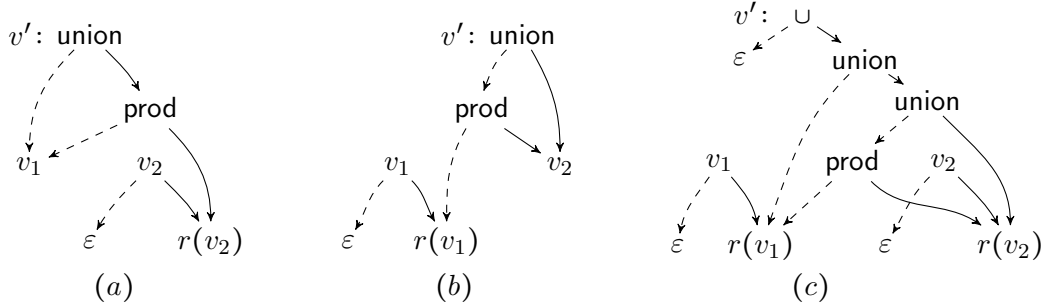 v′: union
prod
v₁
v₂
ε
r(v₂)
(a)
v′: union
prod
v₁
v₂
ε
r(v₁)
(b)
v′: ∪
ε
union
union
v₁
prod
v₂
ε
r(v₁)
ε
r(v₂)
(c)